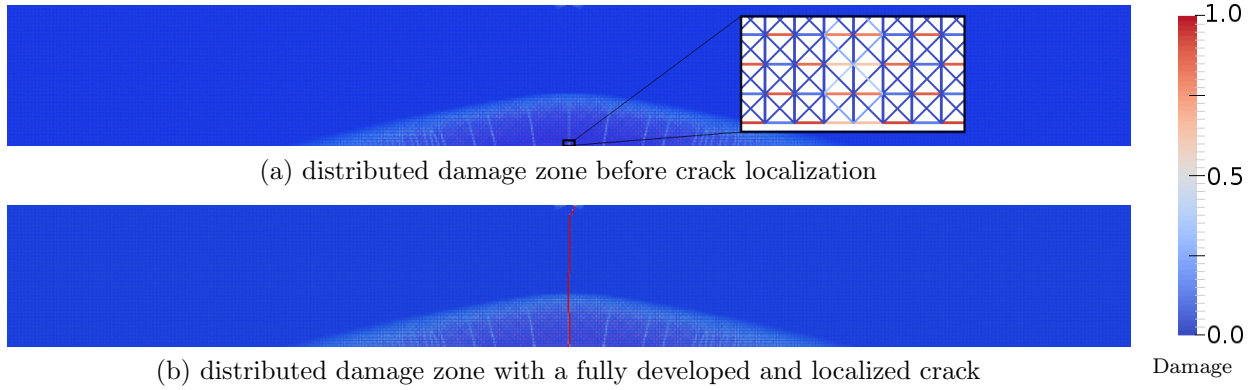 1.0
(a) distributed damage zone before crack localization
0.5
0.0
Damage
(b) distributed damage zone with a fully developed and localized crack